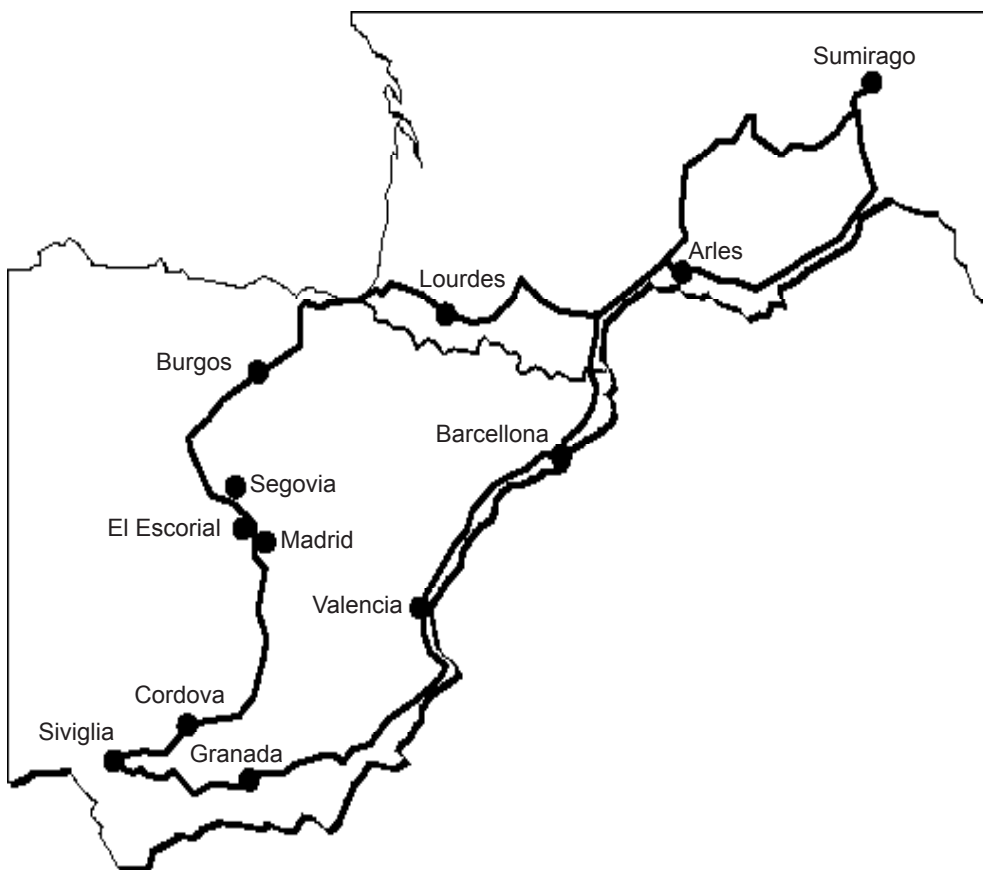 Sumirago
Arles
Lourdes
Burgos
Barcellona
Segovia
El Escorial
Madrid
Valencia
Cordova
Siviglia
Granada